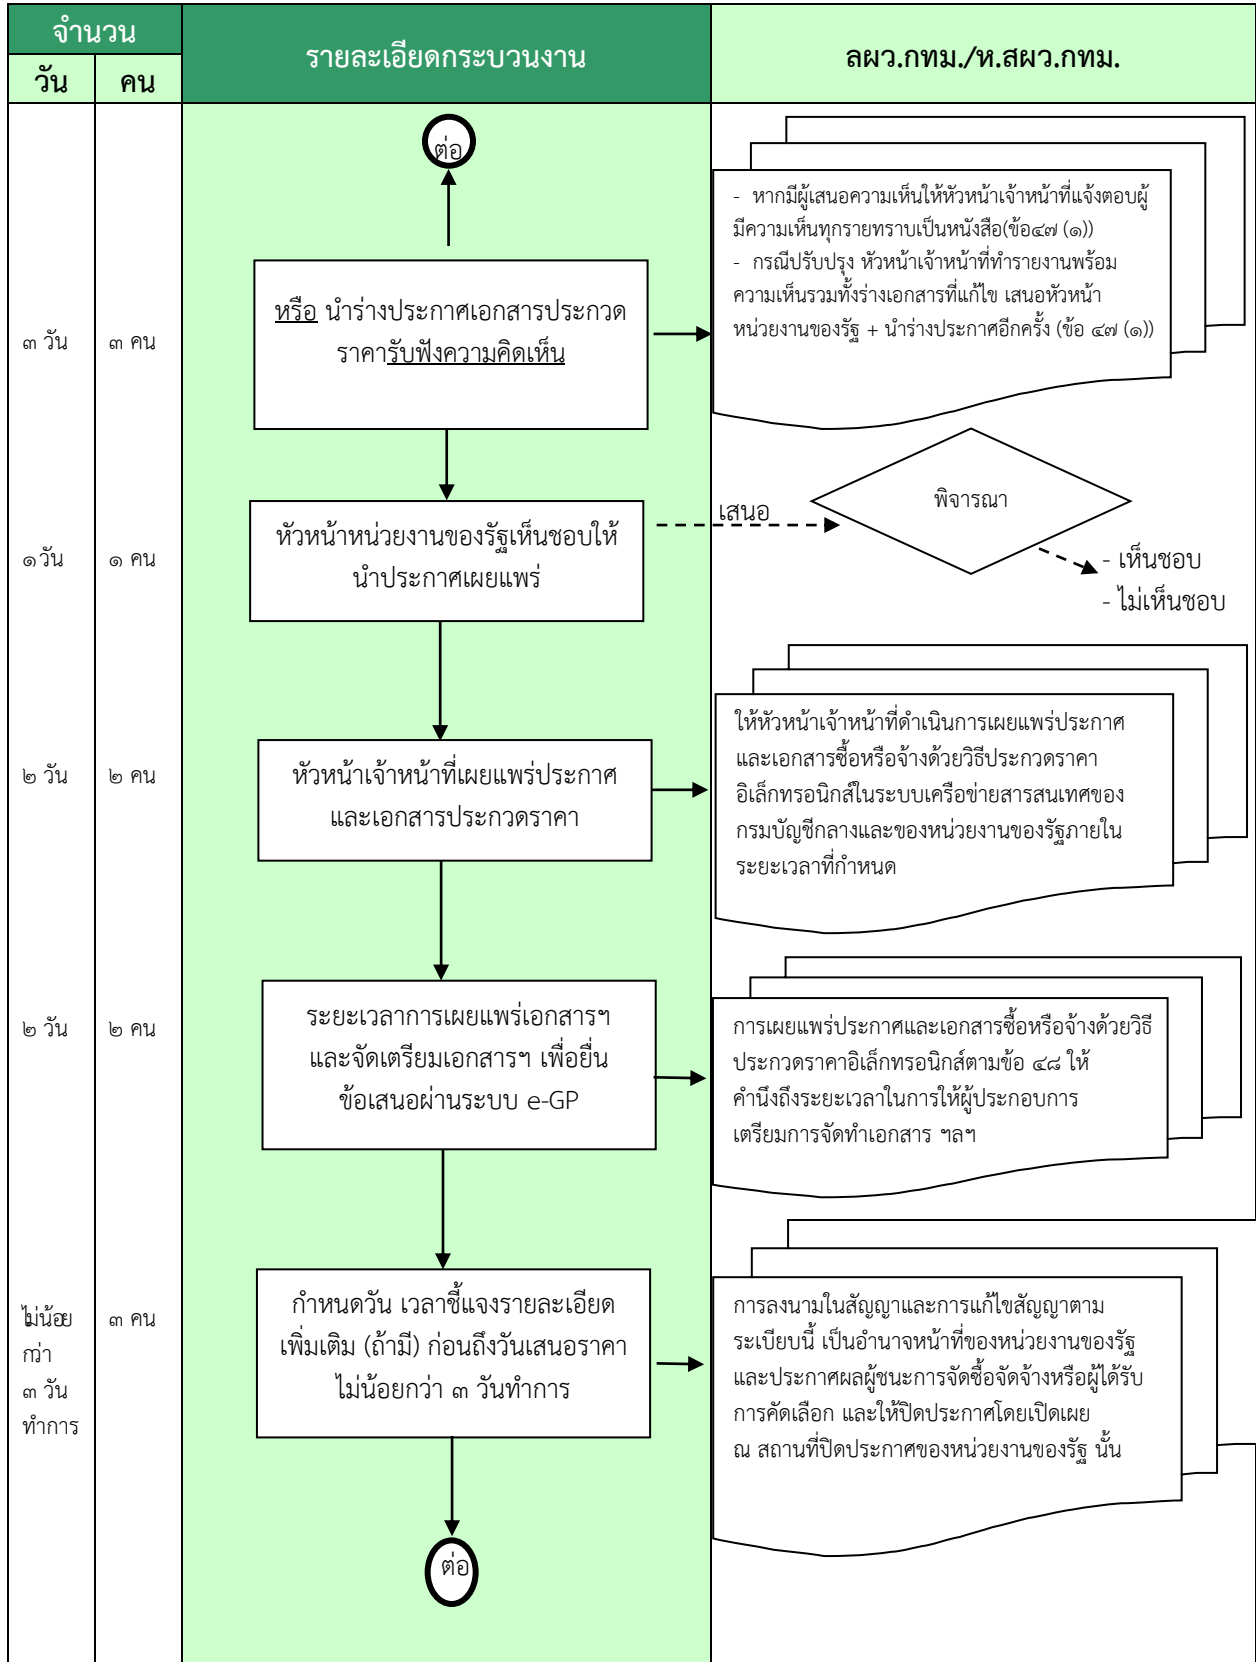 จำนวน
วัน
คน
รายละเอียดกระบวนงาน
ลผว.กทม./ห.สผว.กทม.
ต่อ
๓ วัน
๓ คน
หรือ นำร่างประกาศเอกสารประกวด
ราคารับฟังความคิดเห็น
- หากมีผู้เสนอความเห็นให้หัวหน้าเจ้าหน้าที่แจ้งตอบผู้
มีความเห็นทุกรายทราบเป็นหนังสือ(ข้อ๔๗ (๑))
- กรณีปรับปรุง หัวหน้าเจ้าหน้าที่ทำรายงานพร้อม
ความเห็นรวมทั้งร่างเอกสารที่แก้ไข เสนอหัวหน้า
หน่วยงานของรัฐ + นำร่างประกาศอีกครั้ง (ข้อ ๔๗ (๑))
๑วัน
๑ คน
หัวหน้าหน่วยงานของรัฐเห็นชอบให้
นำประกาศเผยแพร่
เสนอ
พิจารณา
- เห็นชอบ
- ไม่เห็นชอบ
๒ วัน
๒ คน
หัวหน้าเจ้าหน้าที่เผยแพร่ประกาศ
และเอกสารประกวดราคา
ให้หัวหน้าเจ้าหน้าที่ดำเนินการเผยแพร่ประกาศ
และเอกสารซื้อหรือจ้างด้วยวิธีประกวดราคา
อิเล็กทรอนิกส์ในระบบเครือข่ายสารสนเทศของ
กรมบัญชีกลางและของหน่วยงานของรัฐภายใน
ระยะเวลาที่กำหนด
๒ วัน
๒ คน
ระยะเวลาการเผยแพร่เอกสารฯ
และจัดเตรียมเอกสารฯ เพื่อยื่น
ข้อเสนอผ่านระบบ e-GP
การเผยแพร่ประกาศและเอกสารซื้อหรือจ้างด้วยวิธี
ประกวดราคาอิเล็กทรอนิกส์ตามข้อ ๔๘ ให้
คำนึงถึงระยะเวลาในการให้ผู้ประกอบการ
เตรียมการจัดทำเอกสาร ฯลฯ
ไม่น้อย
กว่า
๓ วัน
ทำการ
๓ คน
กำหนดวัน เวลาชี้แจงรายละเอียด
เพิ่มเติม (ถ้ามี) ก่อนถึงวันเสนอราคา
ไม่น้อยกว่า ๓ วันทำการ
การลงนามในสัญญาและการแก้ไขสัญญาตาม
ระเบียบนี้ เป็นอำนาจหน้าที่ของหน่วยงานของรัฐ
และประกาศผลผู้ชนะการจัดซื้อจัดจ้างหรือผู้ได้รับ
การคัดเลือก และให้ปิดประกาศโดยเปิดเผย
ณ สถานที่ปิดประกาศของหน่วยงานของรัฐ นั้น
ต่อ